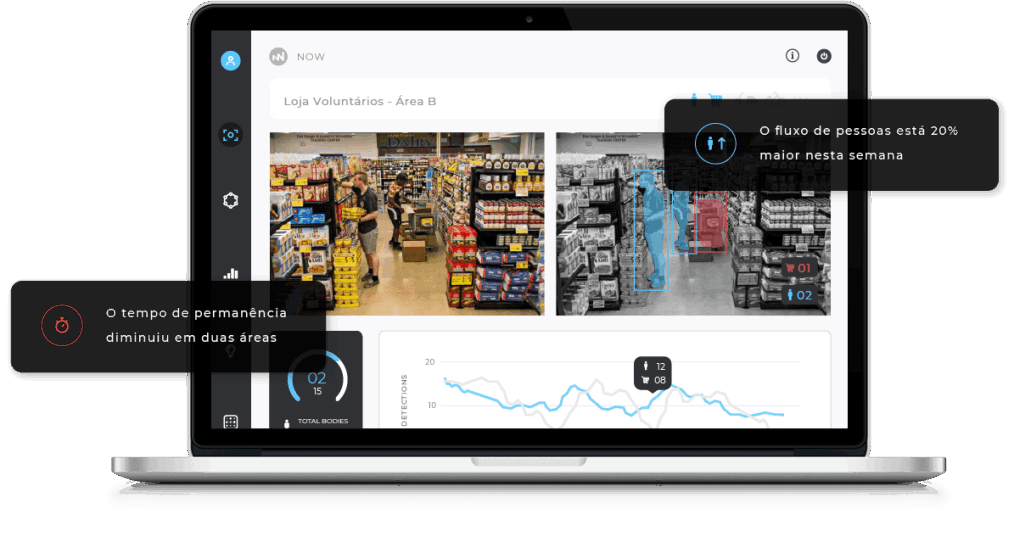 NOW
Loja Voluntários - Área B
O fluxo de pessoas está 20%
maior nesta semana
DAIRY
01
02
O tempo de permanência
diminuiu em duas áreas
02
15
TOTAL BODIES
DETECTIONS
20
10
12
08